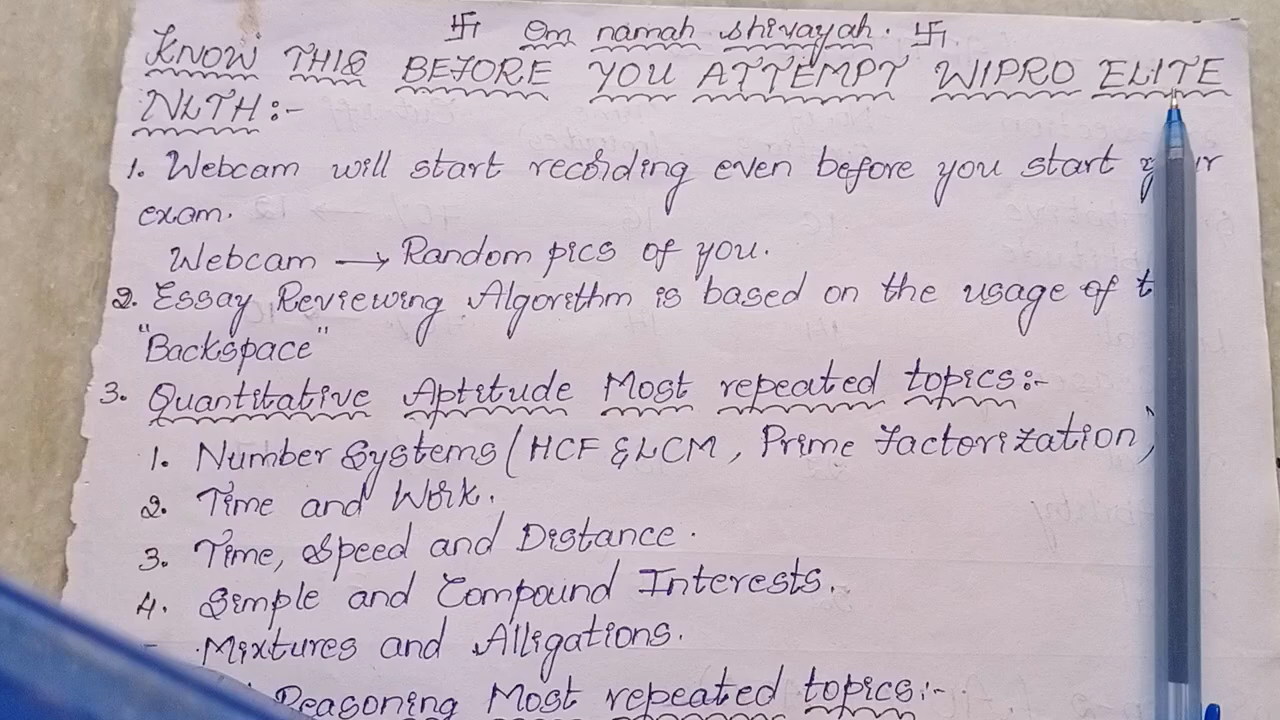 卐 Om namah shivayah. 卐
KNOW THIS BEFORE YOU ATTEMPT WIPRO ELITE
NLTH:-
1. Webcam will start recording even before you start your
exam.
Webcam → Random pics of you.
2. Essay Reviewing Algorithm is based on the usage of
"Backspace"
3. Quantitative Aptitude Most repeated topics:-
1. Number Systems (HCF & LCM, Prime Factorization)
2. Time and Work.
3. Time, Speed and Distance.
4. Simple and Compound Interests.
Mixtures and Alligations.
Reasoning Most repeated topics:-